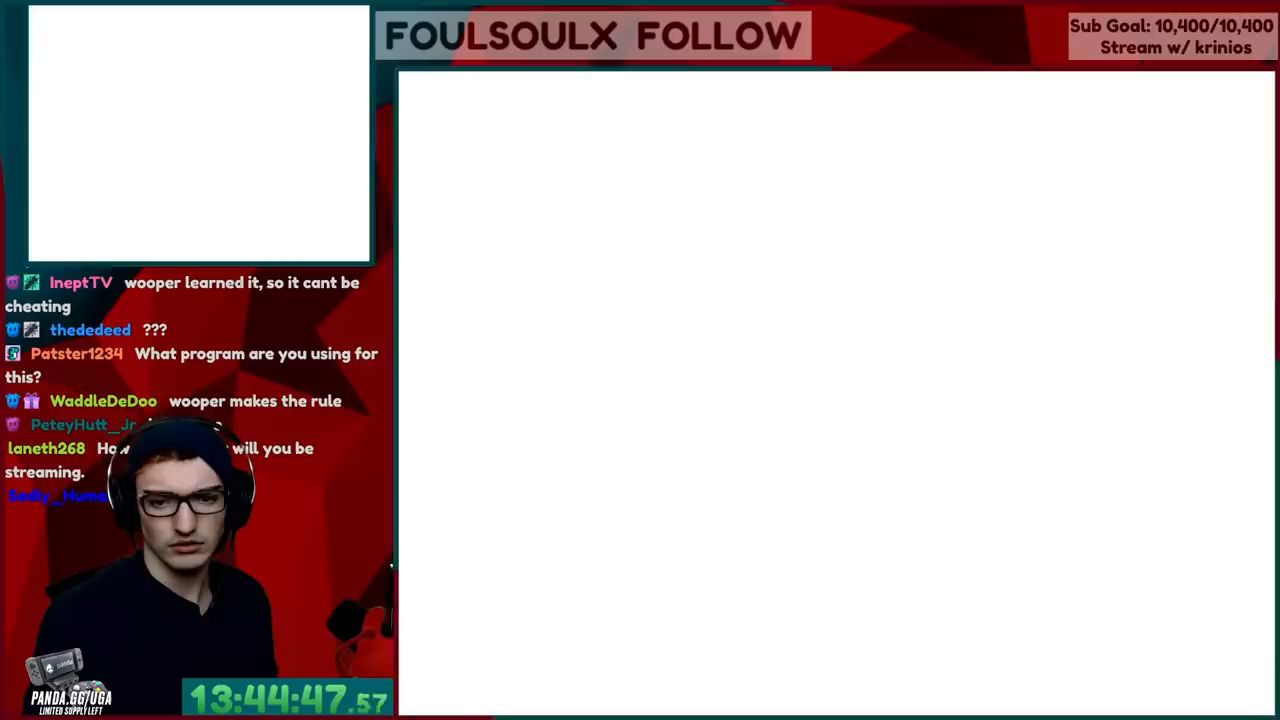 FOULSOULX FOLLOW
Sub Goal: 10,400/10,400
Stream w/ krinios
IneptTV wooper learned it, so it cant be
cheating
thededeed ???
Patster1234 What program are you using for
this?
WaddleDeDoo wooper makes the rule
PeteyHutt_Jr
laneth268 will you be
streaming.
panda
PANDA.GG/UGA
LIMITED SUPPLY LEFT
13:44:47.57